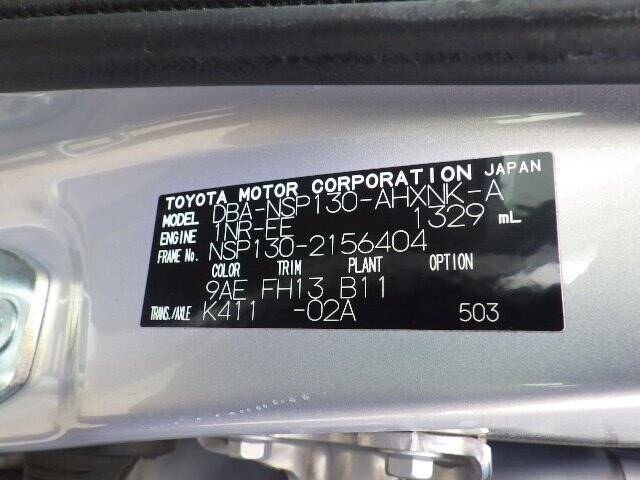 TOYOTA MOTOR CORPORATION JAPAN
MODEL DBA-NSP130-AHXNK-A
ENGINE 1NR-FE 1329 mL
FRAME No. NSP130-2156404
COLOR TRIM PLANT OPTION
9AE FH13 B11
TRANS./AXLE K411 -02A 503